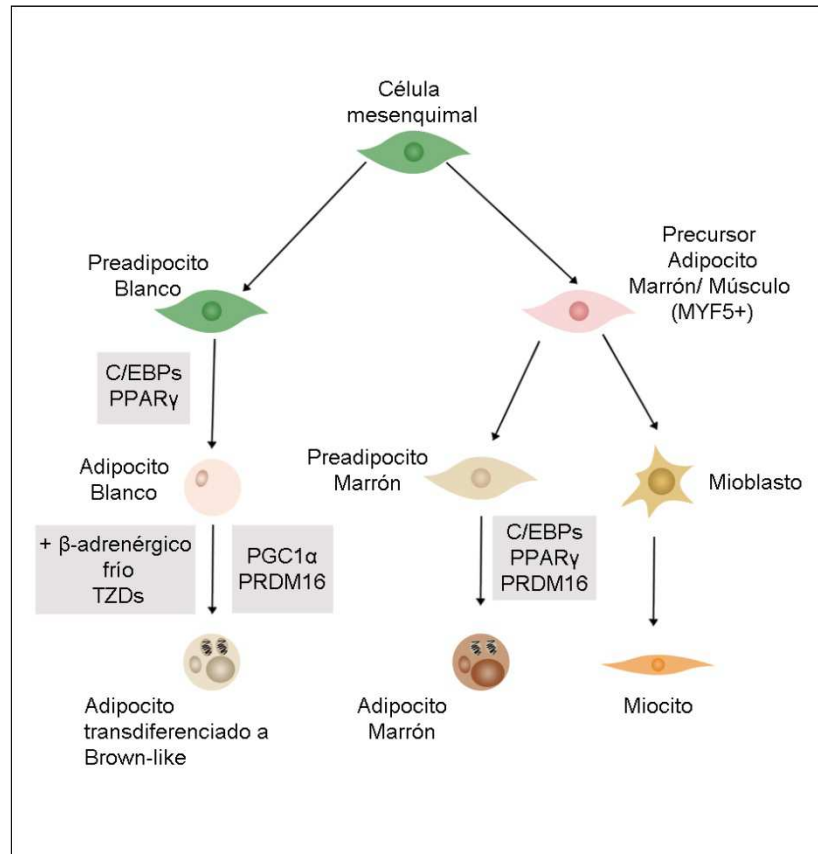 Célula
mesenquimal
Preadipocito
Blanco
Precursor
Adipocito
Marrón/ Músculo
(MYF5+)
C/EBPs
PPARγ
Adipocito
Blanco
Preadipocito
Marrón
Mioblasto
+ β-adrenérgico
frío
TZDs
PGC1α
PRDM16
C/EBPs
PPARγ
PRDM16
Adipocito
transdiferenciado a
Brown-like
Adipocito
Marrón
Miocito